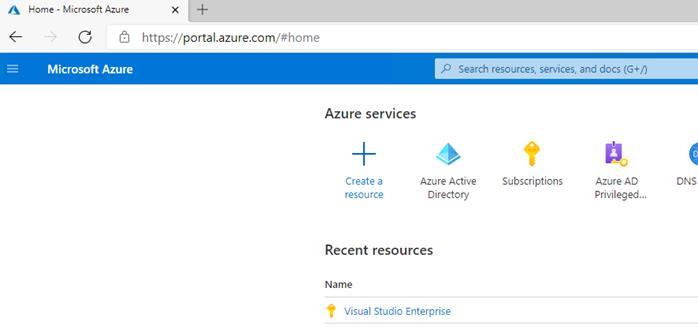 Home - Microsoft Azure
https://portal.azure.com/#home
Microsoft Azure
Search resources, services, and docs (G+/)
Azure services
Create a resource
Azure Active Directory
Subscriptions
Azure AD Privileged...
DNS
Recent resources
Name
Visual Studio Enterprise